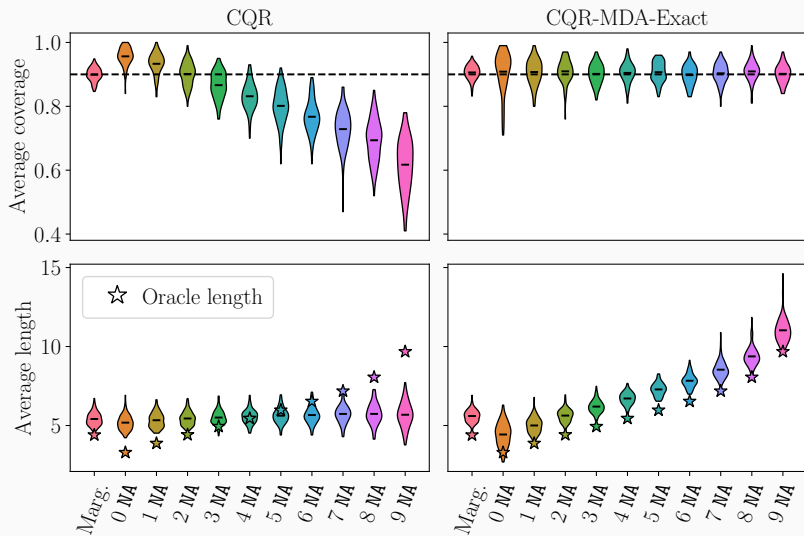 CQR
CQR-MDA-Exact
Average coverage
1.0
0.8
0.6
0.4
Average length
15
10
5
Oracle length
Marg.
0 NA
1 NA
2 NA
3 NA
4 NA
5 NA
6 NA
7 NA
8 NA
9 NA
Marg.
0 NA
1 NA
2 NA
3 NA
4 NA
5 NA
6 NA
7 NA
8 NA
9 NA